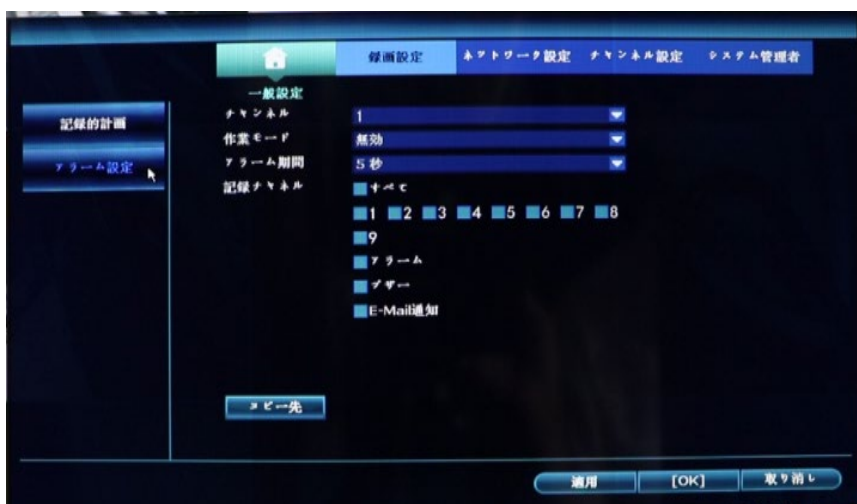 録画設定 ネットワーク設定 チャンネル設定 システム管理者
一般設定
記録的計画
アラーム設定
チャンネル 1
作業モード 無効
アラーム期間 5 秒
記録チャネル すべて
1 2 3 4 5 6 7 8
9
アラーム
ブザー
E-Mail通知
コピー先
適用 [OK] 取り消し